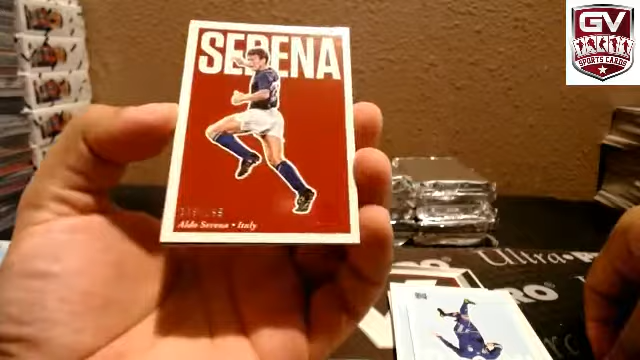 GV
SPORTS CARDS
SERENA
Aldo Serena • Italy
Ultra•
PRO